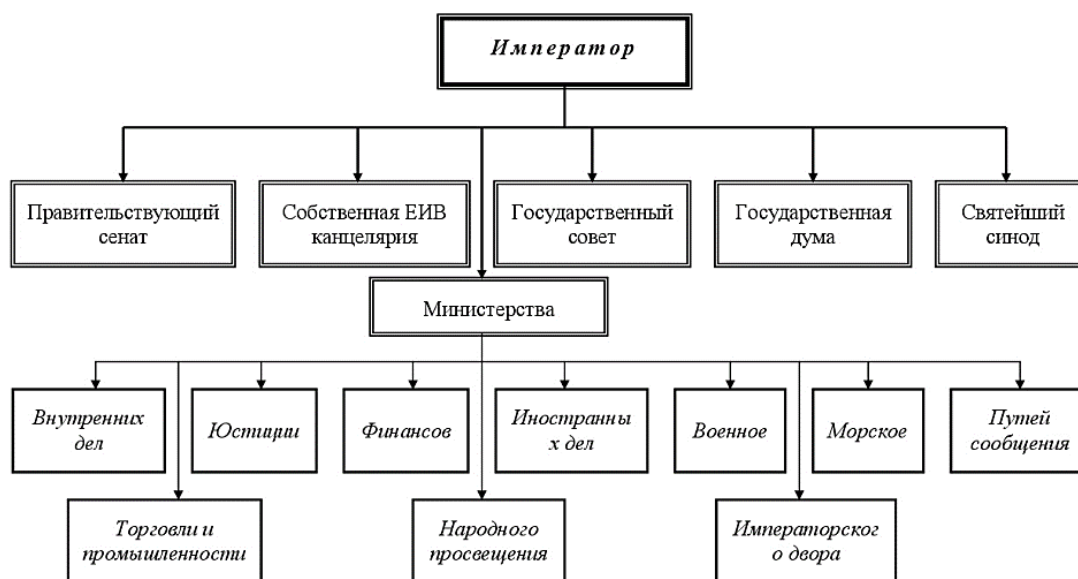 Император
Правительствующий
сенат
Собственная ЕИВ
канцелярия
Государственный
совет
Государственная
дума
Святейший
синод
Министерства
Внутренних
дел
Юстиции
Финансов
Иностранны
х дел
Военное
Морское
Путей
сообщения
Торговли и
промышленности
Народного
просвещения
Императорског
о двора